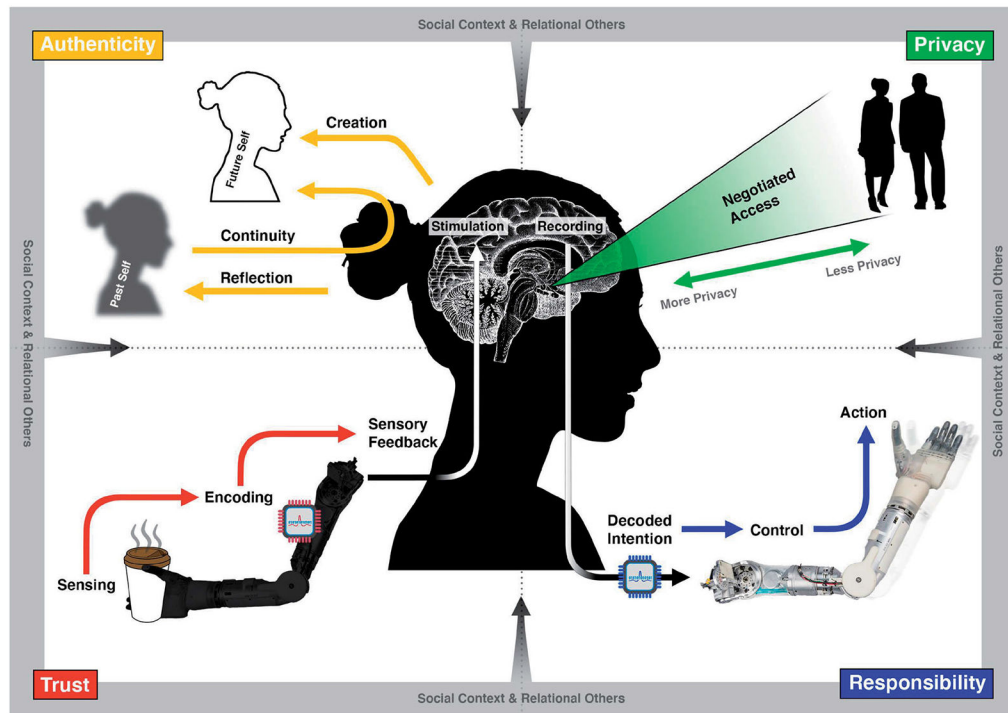 Social Context & Relational Others
Authenticity
Privacy
Creation
Future Self
Continuity
Past Self
Reflection
Stimulation
Recording
Negotiated
Access
Less Privacy
More Privacy
Social Context & Relational Others
Social Contetxt & Relational Others
Sensory
Feedback
Encoding
Sensing
Action
Decoded
Intention
Control
Trust
Responsibility
Social Context & Relational Others